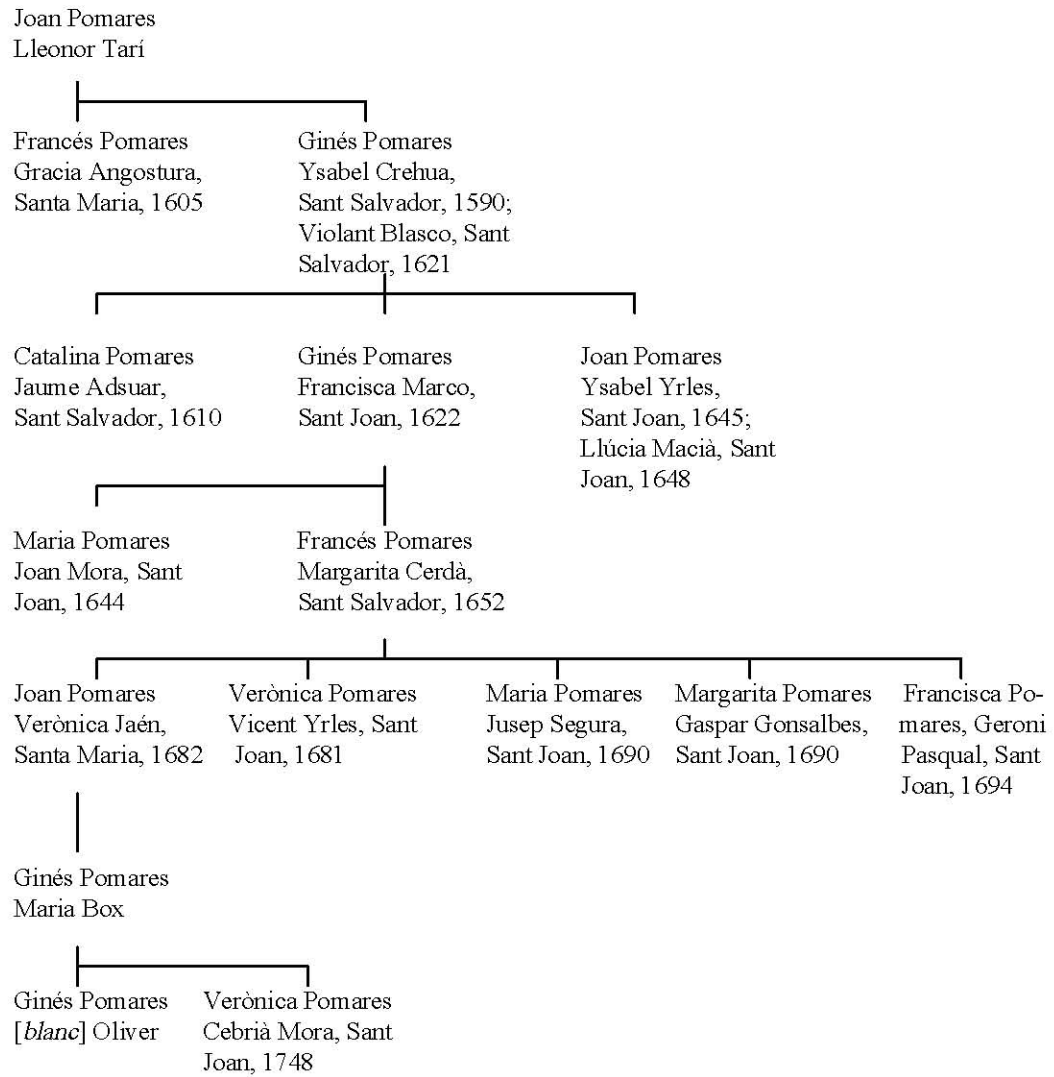 Joan Pomares
Lleonor Tarí
Francés Pomares
Gracia Angostura,
Santa Maria, 1605
Ginés Pomares
Ysabel Crehua,
Sant Salvador, 1590;
Violant Blasco, Sant
Salvador, 1621
Catalina Pomares
Jaume Adsuar,
Sant Salvador, 1610
Ginés Pomares
Francisca Marco,
Sant Joan, 1622
Joan Pomares
Ysabel Yrles,
Sant Joan, 1645;
Llúcia Macià, Sant
Joan, 1648
Maria Pomares
Joan Mora, Sant
Joan, 1644
Francés Pomares
Margarita Cerdà,
Sant Salvador, 1652
Joan Pomares
Verònica Jaén,
Santa Maria, 1682
Verònica Pomares
Vicent Yrles, Sant
Joan, 1681
Maria Pomares
Jusep Segura,
Sant Joan, 1690
Margarita Pomares
Gaspar Gonsalbes,
Sant Joan, 1690
Francisca Po-
mares, Geroni
Pasqual, Sant
Joan, 1694
Ginés Pomares
Maria Box
Ginés Pomares
[blanc] Oliver
Verònica Pomares
Cebrià Mora, Sant
Joan, 1748